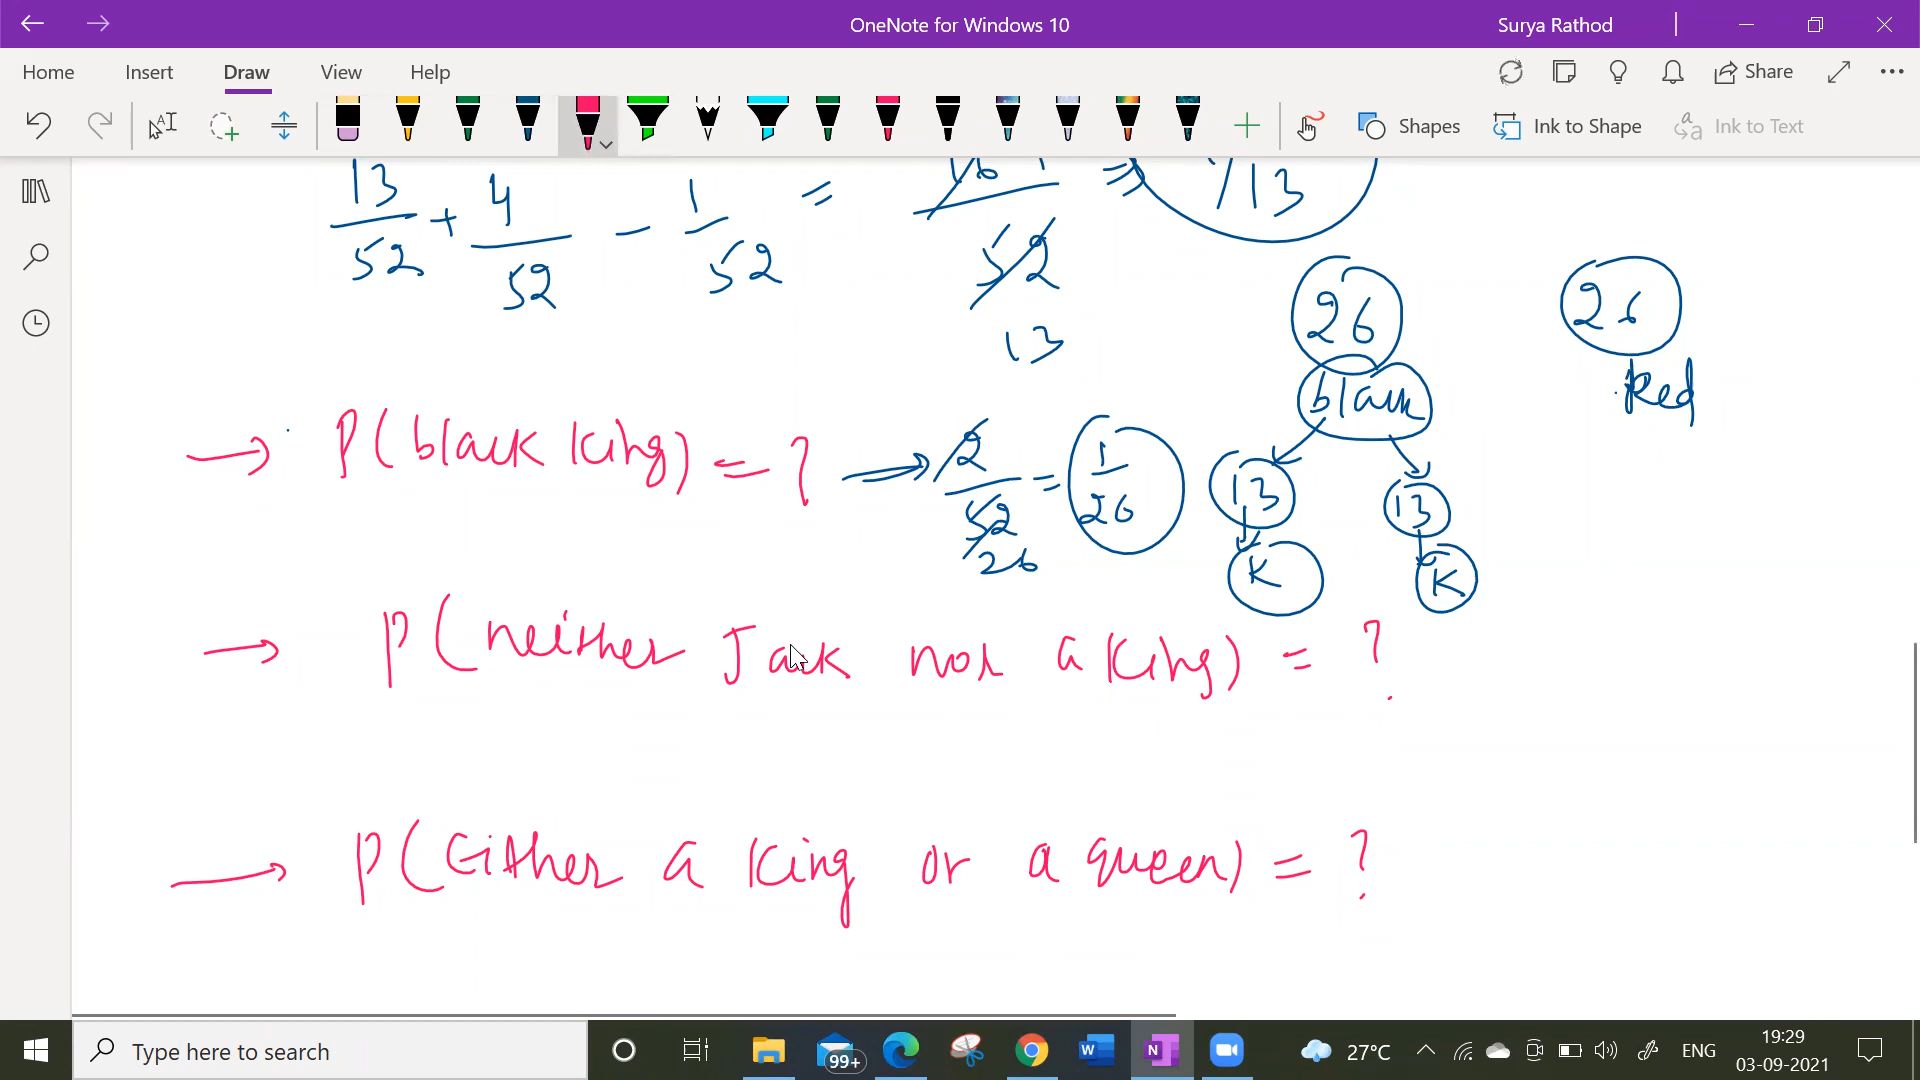 OneNote for Windows 10
Surya Rathod
Home Insert Draw View Help
Share
Shapes
Ink to Shape
Ink to Text
13/52 + 4/52 - 1/52 = 16/52 ⇒ /13
13
26
black
13 13
K K
26
Red
→ P(black king) = ? → 2/52 = 1/26
26
→ P(neither Jack nor a king) = ?
→ P(Either a king or a queen) = ?
Type here to search
99+
27°C
ENG
19:29
03-09-2021